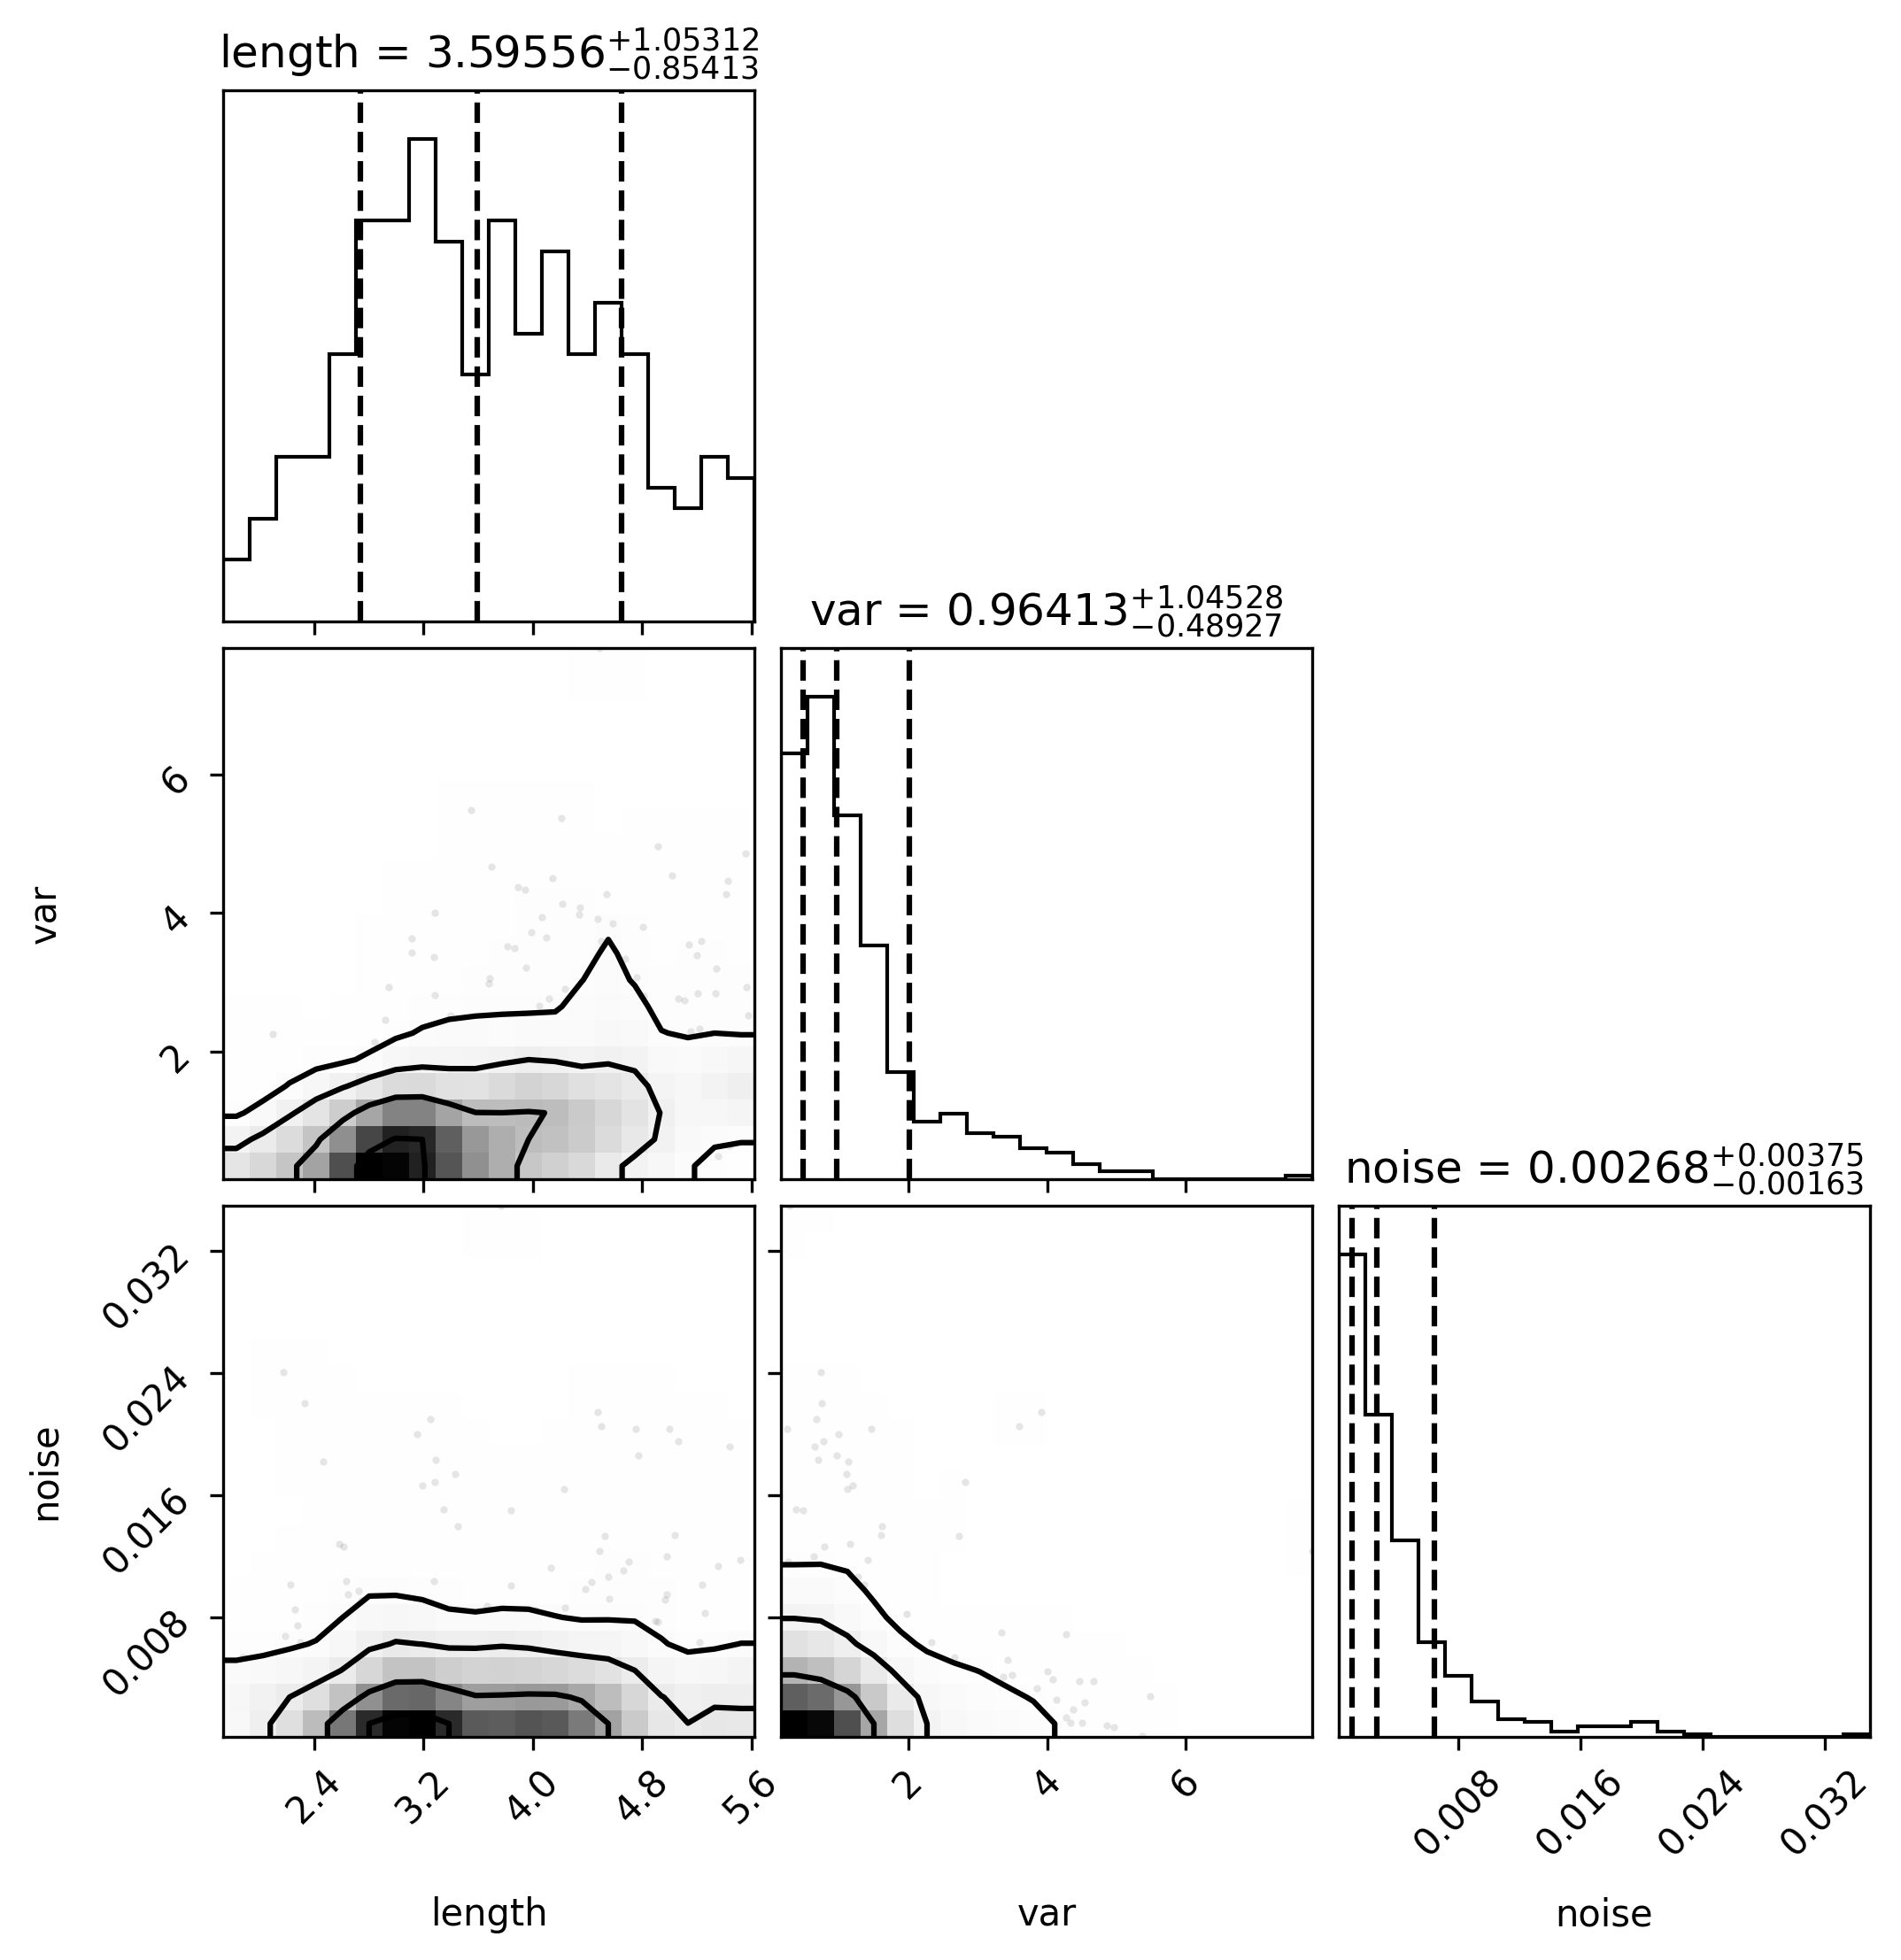 length = 3.59556+1.05312−0.85413
var = 0.96413+1.04528−0.48927
6
4
2
var
noise = 0.00268+0.00375−0.00163
0.032
0.024
0.016
0.008
noise
2.4 3.2 4.0 4.8 5.6
length
2 4 6
var
0.008 0.016 0.024 0.032
noise